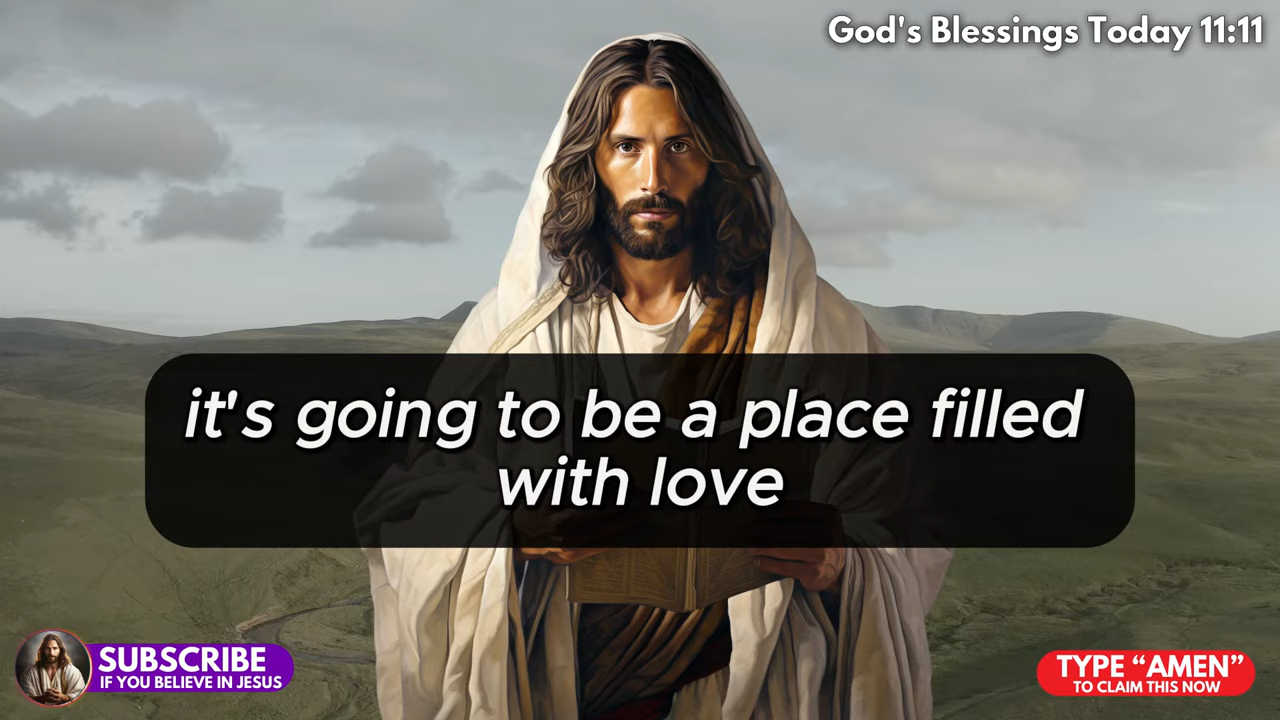 God's Blessings Today 11:11
it's going to be a place filled
with love
SUBSCRIBE
IF YOU BELIEVE IN JESUS
TYPE “AMEN”
TO CLAIM THIS NOW